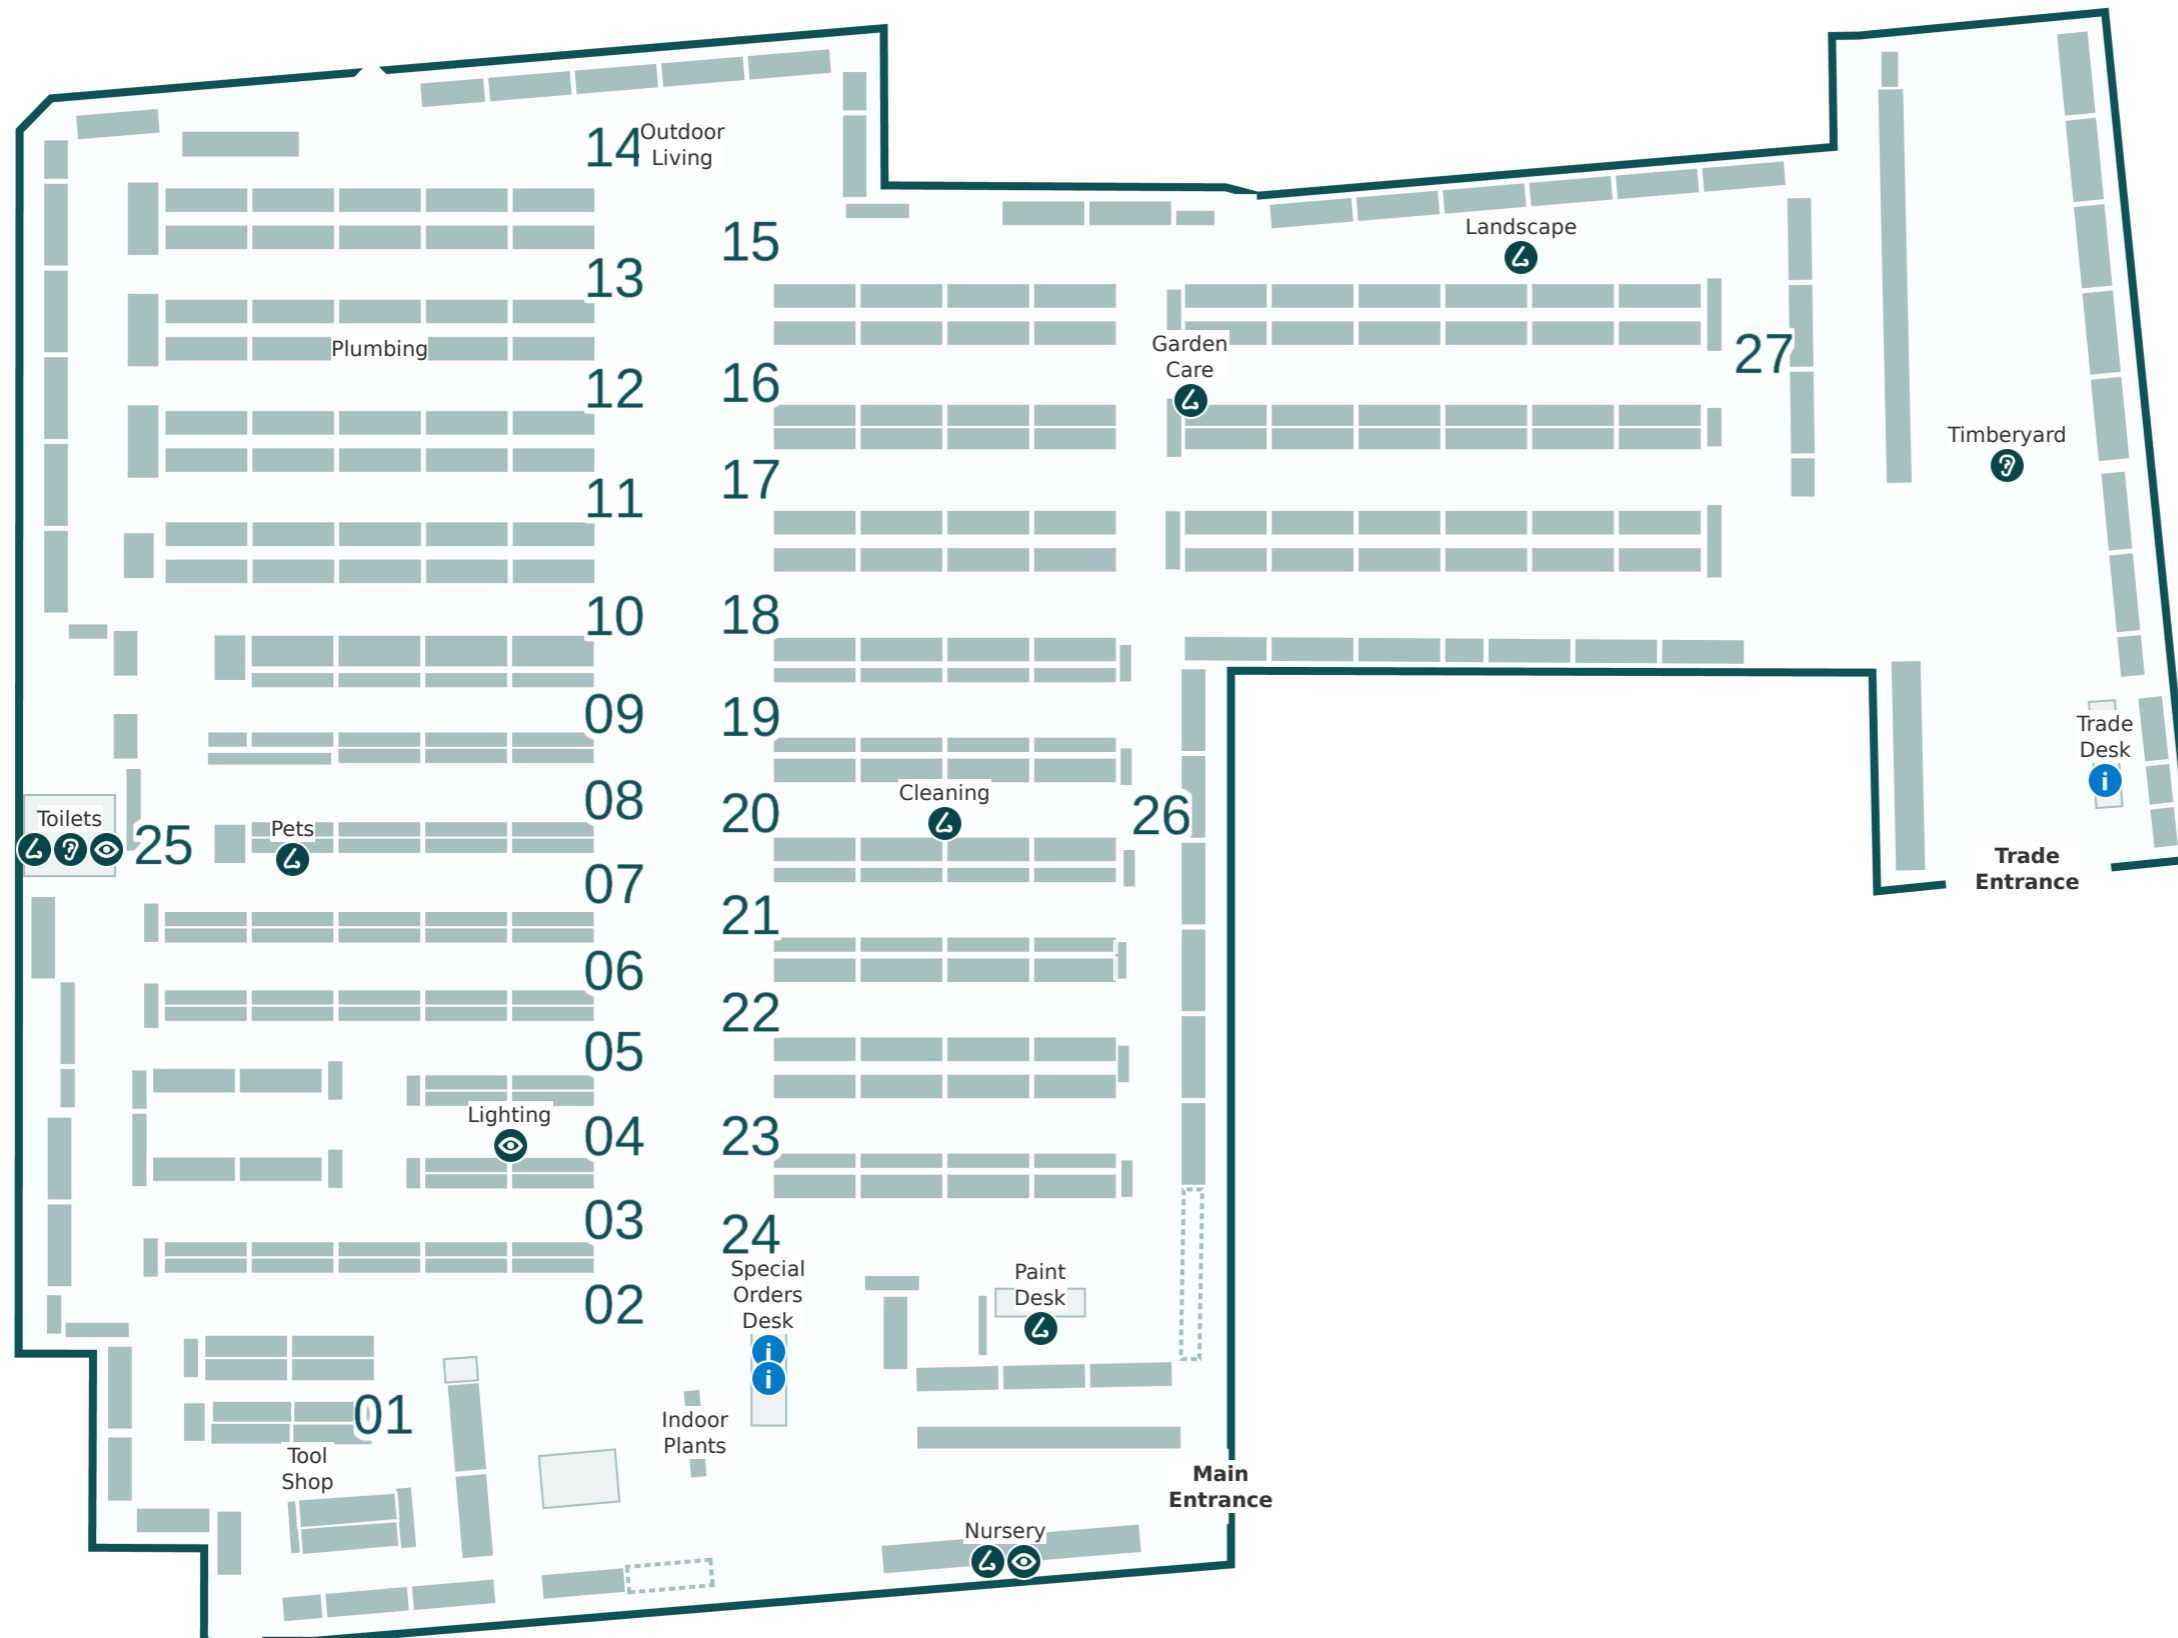 14
Outdoor
Living
15
Landscape
13
Garden
Care
Plumbing
27
12
16
Timberyard
11
17
10
18
09
19
Trade
Desk
i
08
20
Cleaning
26
Toilets
25
Pets
Trade
Entrance
07
21
06
22
05
Lighting
04
23
03
24
02
Special
Orders
Desk
i
i
Paint
Desk
01
Indoor
Plants
Tool
Shop
Main
Entrance
Nursery